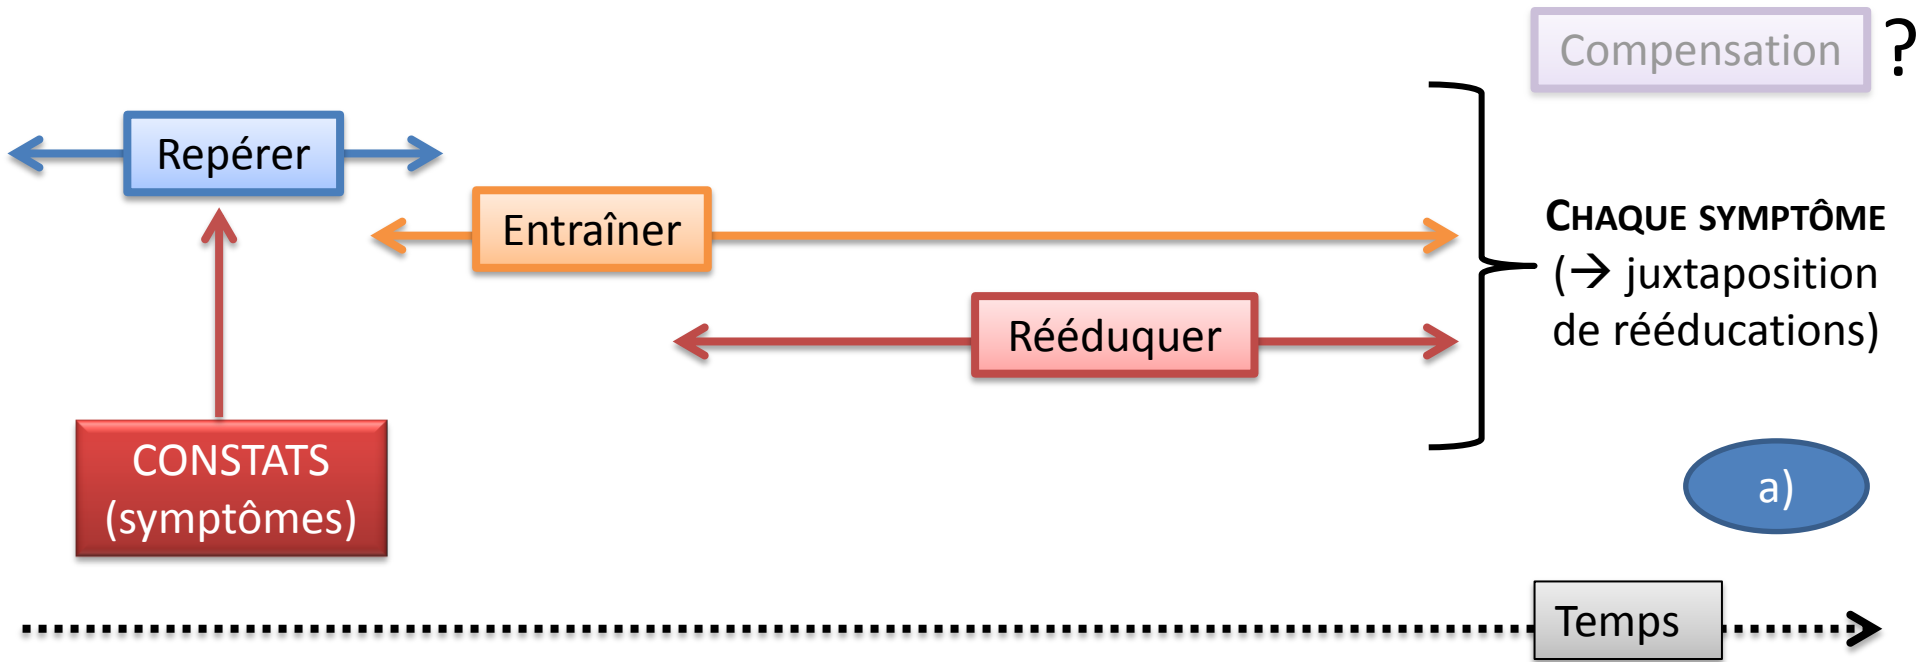 Compensation ?
Repérer
Entraîner
CHAQUE SYMPTÔME
(→ juxtaposition
de rééducations)
Rééduquer
CONSTATS
(symptômes)
a)
Temps